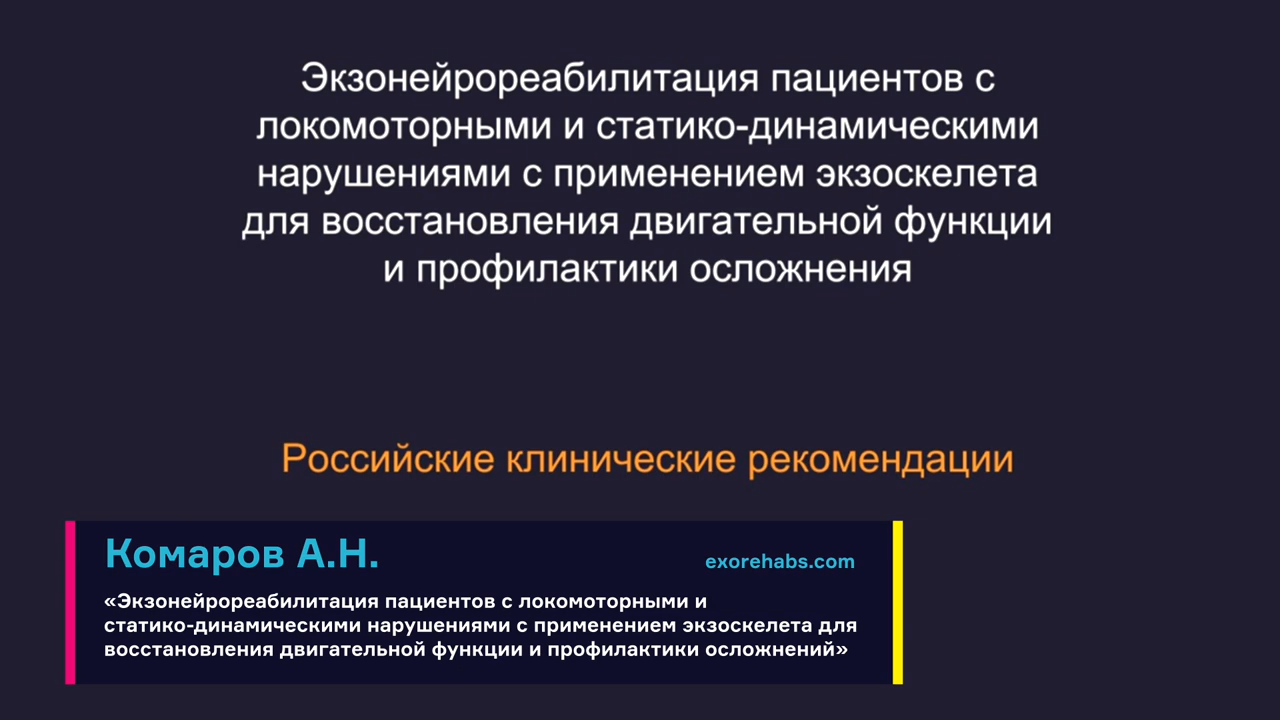 Экзонейрореабилитация пациентов с
локомоторными и статико-динамическими
нарушениями с применением экзоскелета
для восстановления двигательной функции
и профилактики осложнения
Российские клинические рекомендации
Комаров А.Н.
exorehabs.com
«Экзонейрореабилитация пациентов с локомоторными и
статико-динамическими нарушениями с применением экзоскелета для
восстановления двигательной функции и профилактики осложнений»